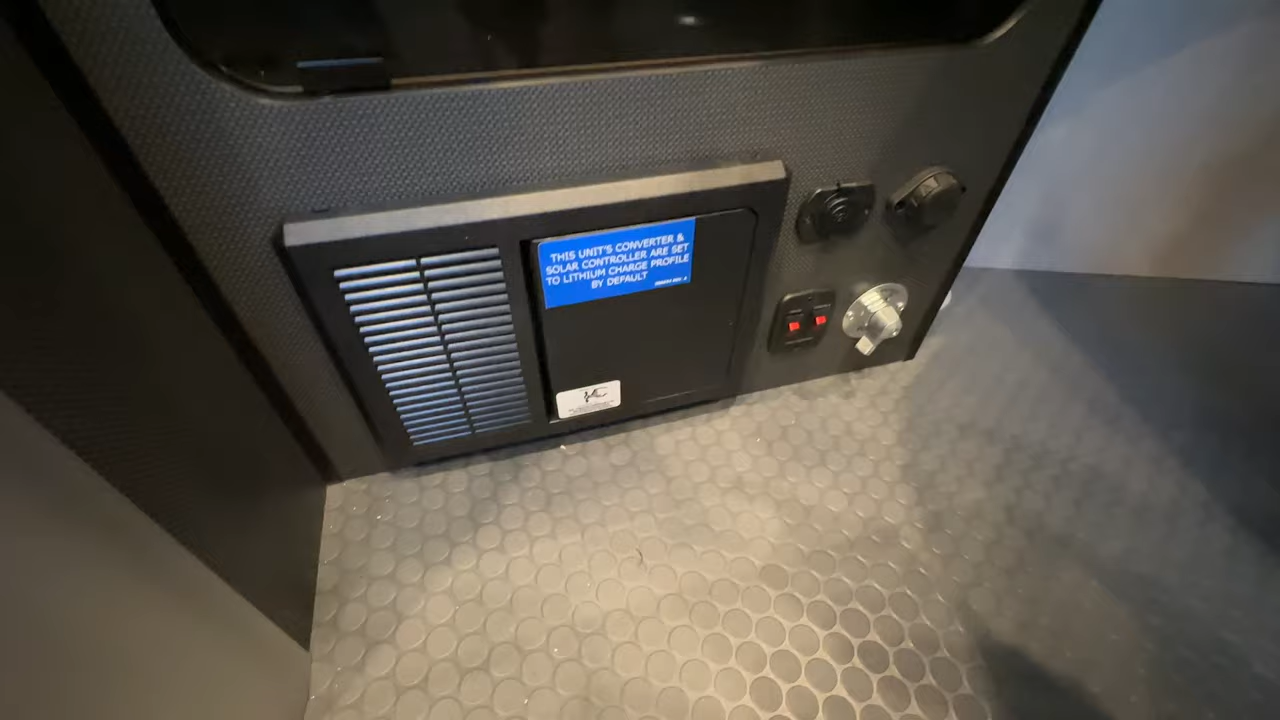 THIS UNIT'S CONVERTER &
SOLAR CONTROLLER ARE SET
TO LITHIUM CHARGE PROFILE
BY DEFAULT